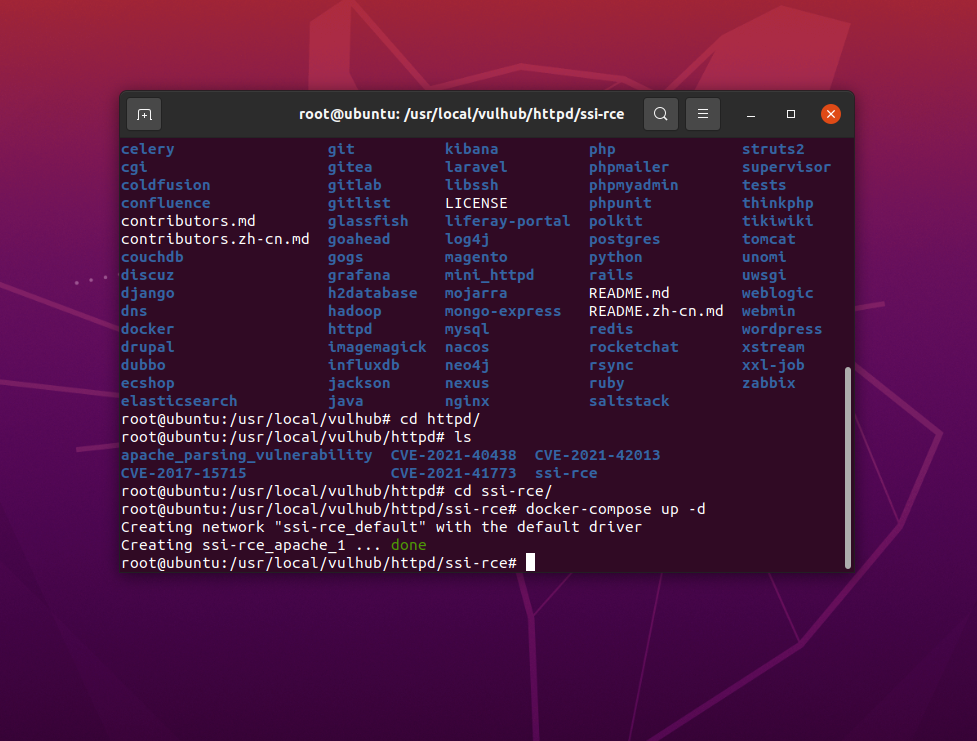 root@ubuntu: /usr/local/vulhub/httpd/ssi-rce
celery git kibana php struts2
cgi gitea laravel phpmailer supervisor
coldfusion gitlab libssh phpmyadmin tests
confluence gitlist LICENSE phpunit thinkphp
contributors.md glassfish liferay-portal polkit tikiwiki
contributors.zh-cn.md goahead log4j postgres tomcat
couchdb gogs magento python unomi
discuz grafana mini_httpd rails uwsgi
django h2database mojarra README.md weblogic
dns hadoop mongo-express README.zh-cn.md webmin
docker httpd mysql redis wordpress
drupal imagemagick nacos rocketchat xstream
dubbo influxdb neo4j rsync xxl-job
ecshop jackson nexus ruby zabbix
elasticsearch java nginx saltstack
root@ubuntu:/usr/local/vulhub# cd httpd/
root@ubuntu:/usr/local/vulhub/httpd# ls
apache_parsing_vulnerability CVE-2021-40438 CVE-2021-42013
CVE-2017-15715 CVE-2021-41773 ssi-rce
root@ubuntu:/usr/local/vulhub/httpd# cd ssi-rce/
root@ubuntu:/usr/local/vulhub/httpd/ssi-rce# docker-compose up -d
Creating network "ssi-rce_default" with the default driver
Creating ssi-rce_apache_1 ... done
root@ubuntu:/usr/local/vulhub/httpd/ssi-rce#